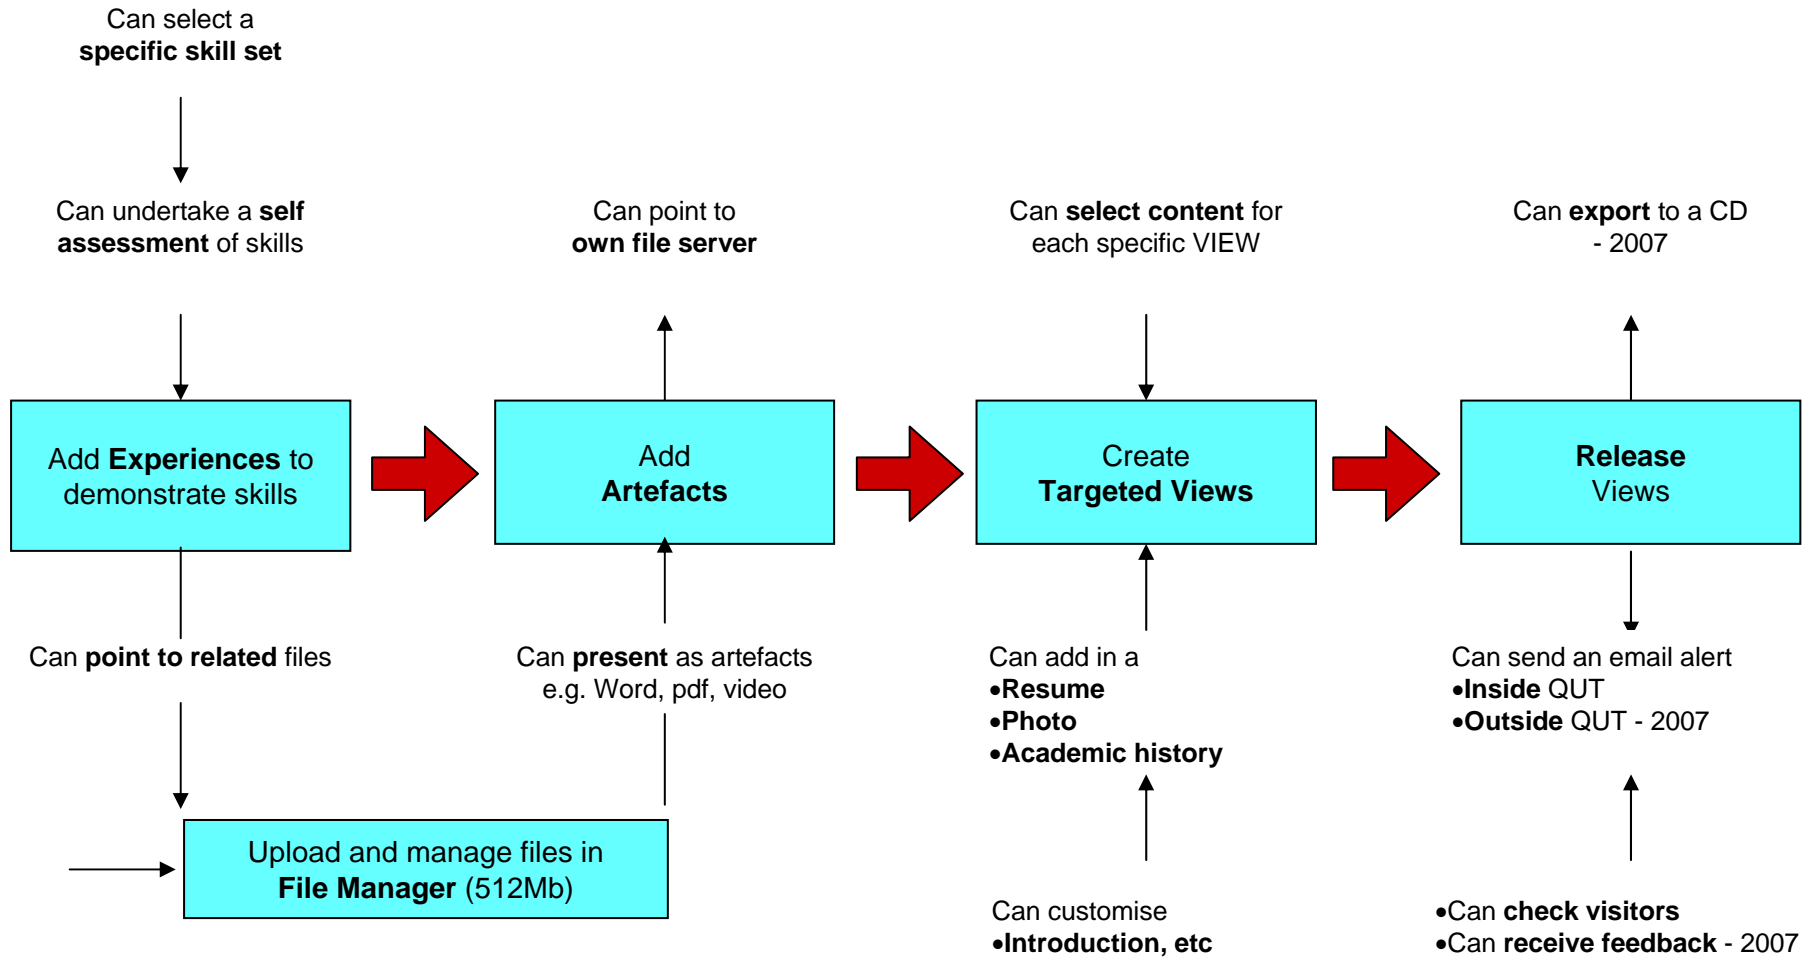 Can select a
specific skill set
Can undertake a self
assessment of skills
Can point to
own file server
Can select content for
each specific VIEW
Can export to a CD
- 2007
Add Experiences to
demonstrate skills
Add
Artefacts
Create
Targeted Views
Release
Views
Can point to related files
Can present as artefacts
e.g. Word, pdf, video
Can add in a
•Resume
•Photo
•Academic history
Can send an email alert
•Inside QUT
•Outside QUT - 2007
Upload and manage files in
File Manager (512Mb)
Can customise
•Introduction, etc
•Can check visitors
•Can receive feedback - 2007